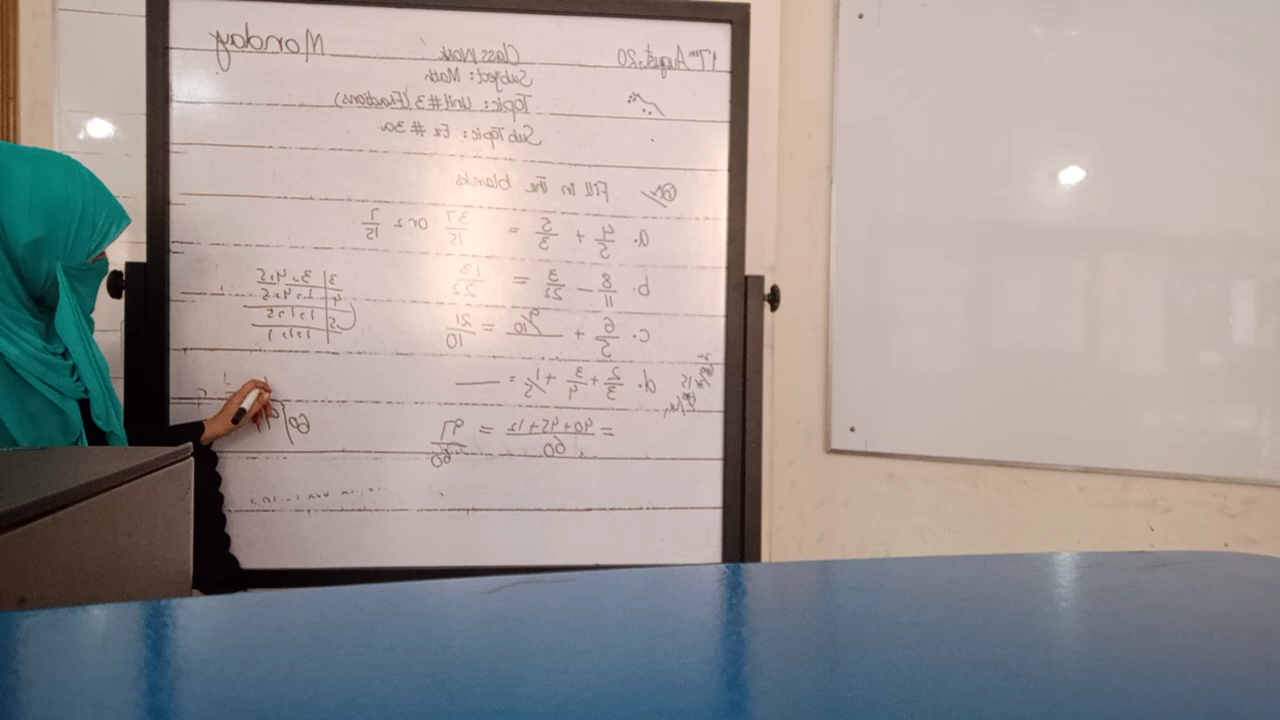 17th August, 20 Class Work Monday
Subject: Math
Topic: Unit #3 (Fractions)
Sub Topic: Ex # 3a
Fill in the blanks
a. 4/5 + 5/3 = 37/15 or 2 7/15
b. 8/11 - 3/22 = 13/22
c. 6/5 + 9/10 = 21/10
d. 2/3 + 3/4 + 1/5 = ___
= 40+45+12/60 = 97/60
3 | 3, 4, 5
4 | 1, 4, 5
5 | 1, 1, 5
| 1, 1, 1
60